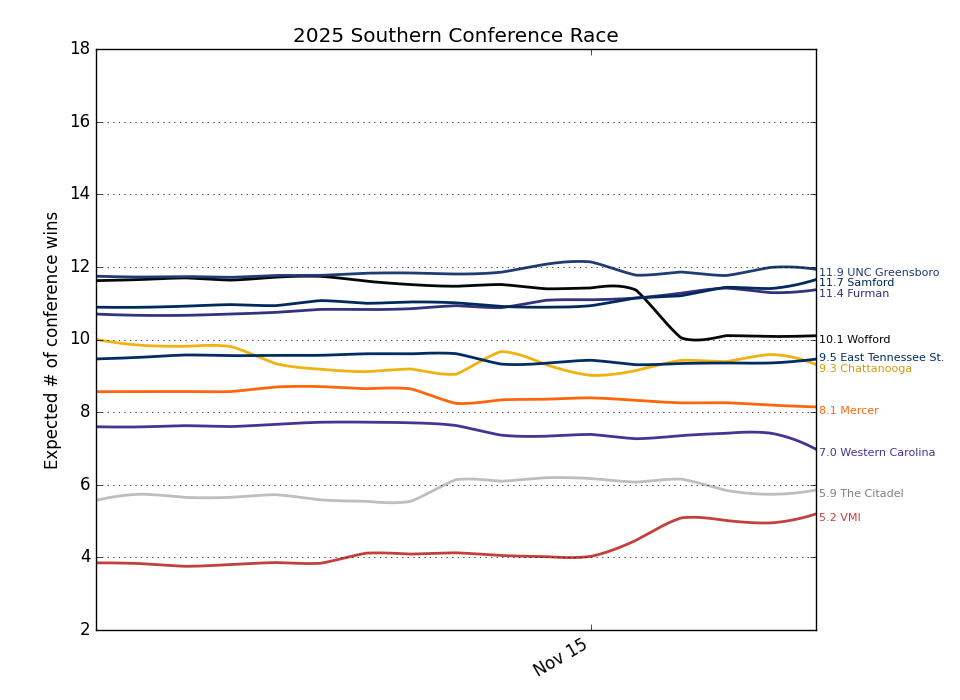 2025 Southern Conference Race
Expected # of conference wins
18
16
14
12
10
8
6
4
2
Nov 15
11.9 UNC Greensboro
11.7 Samford
11.4 Furman
10.1 Wofford
9.5 East Tennessee St.
9.3 Chattanooga
8.1 Mercer
7.0 Western Carolina
5.9 The Citadel
5.2 VMI